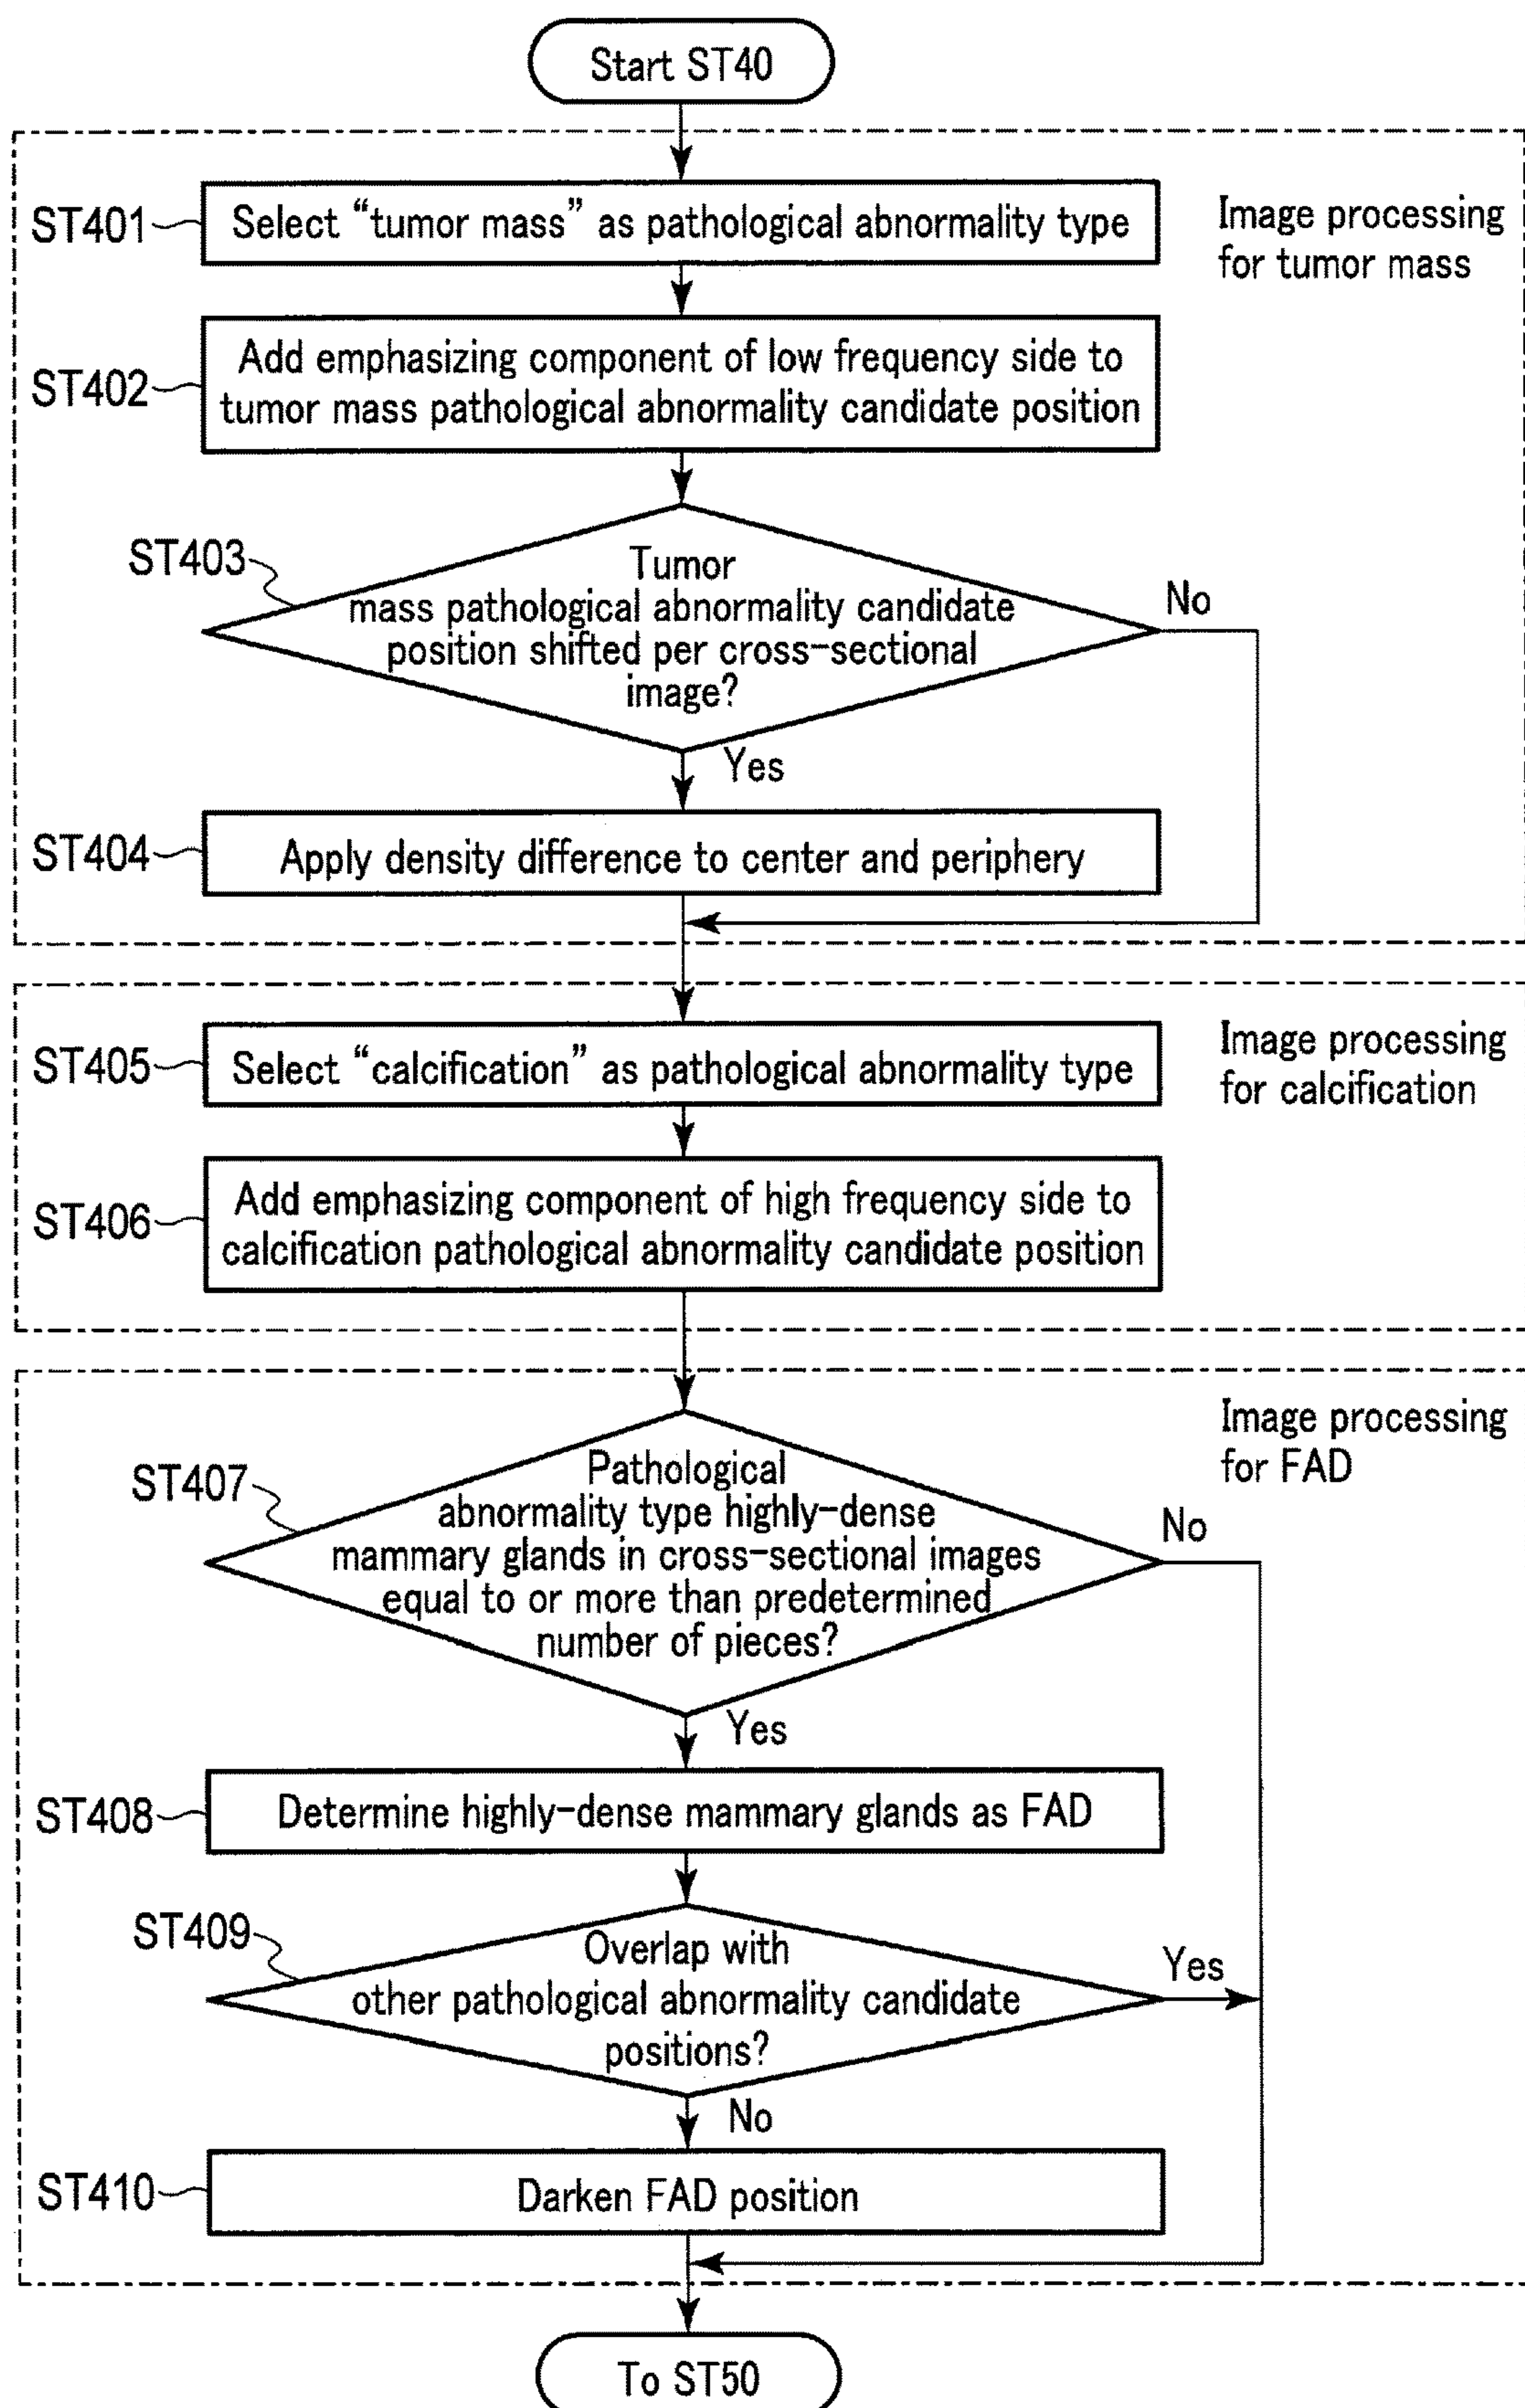 Start ST40
ST401
Select “tumor mass” as pathological abnormality type
Image processing
for tumor mass
ST402
Add emphasizing component of low frequency side to
tumor mass pathological abnormality candidate position
ST403
Tumor
mass pathological abnormality candidate
position shifted per cross-sectional
image?
No
Yes
ST404
Apply density difference to center and periphery
ST405
Select “calcification” as pathological abnormality type
Image processing
for calcification
ST406
Add emphasizing component of high frequency side to
calcification pathological abnormality candidate position
Image processing
for FAD
ST407
Pathological
abnormality type highly-dense
mammary glands in cross-sectional images
equal to or more than predetermined
number of pieces?
No
Yes
ST408
Determine highly-dense mammary glands as FAD
ST409
Overlap with
other pathological abnormality candidate
positions?
Yes
No
ST410
Darken FAD position
To ST50